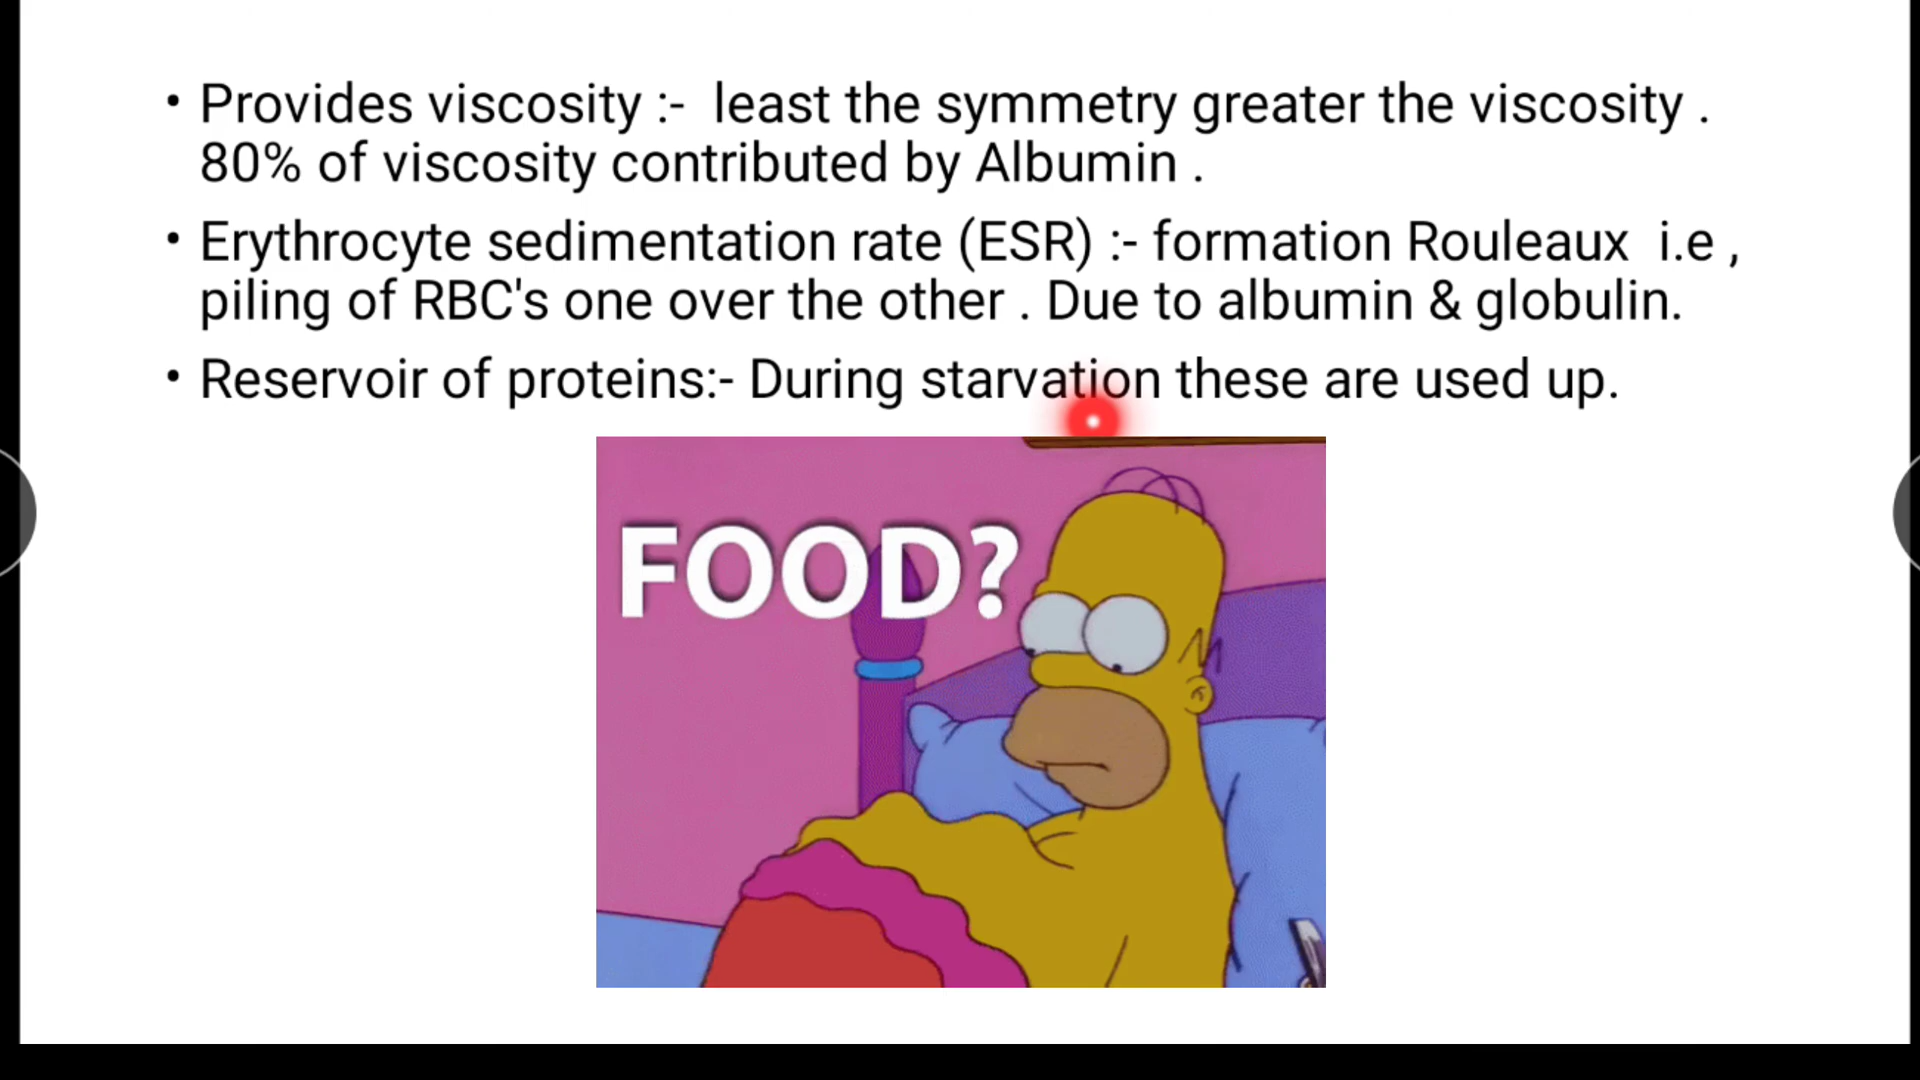 • Provides viscosity :- least the symmetry greater the viscosity .
80% of viscosity contributed by Albumin .
• Erythrocyte sedimentation rate (ESR) :- formation Rouleaux i.e ,
piling of RBC's one over the other . Due to albumin & globulin.
• Reservoir of proteins:- During starvation these are used up.
FOOD?